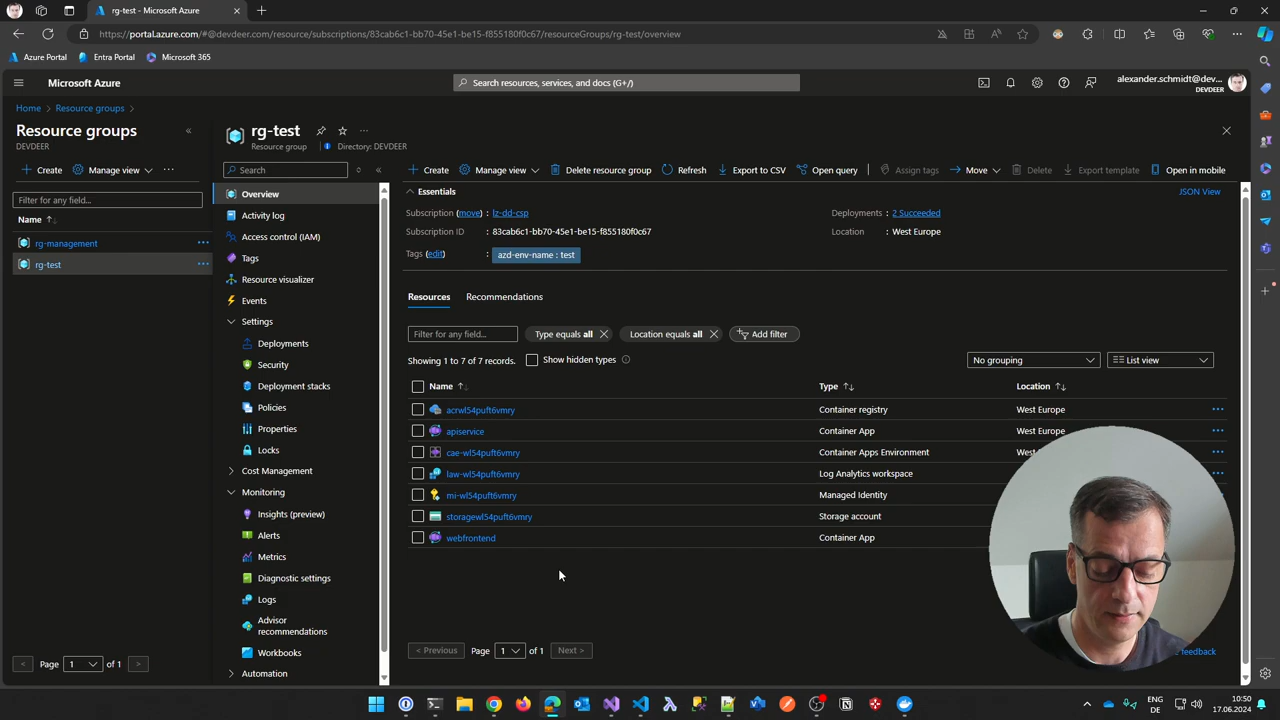 rg-test - Microsoft Azure
https://portal.azure.com/#@devdeer.com/resource/subscriptions/83cab6c1-bb70-45e1-be15-f855180f0c67/resourceGroups/rg-test/overview
Azure Portal
Entra Portal
Microsoft 365
Microsoft Azure
Search resources, services, and docs (G+/)
alexander.schmidt@dev...
DEVDEER
Home > Resource groups >
Resource groups
DEVDEER
Create
Manage view
Filter for any field...
Name
rg-management
rg-test
Page 1 of 1
rg-test
Resource group
Directory: DEVDEER
Search
Overview
Activity log
Access control (IAM)
Tags
Resource visualizer
Events
Settings
Deployments
Security
Deployment stacks
Policies
Properties
Locks
Cost Management
Monitoring
Insights (preview)
Alerts
Metrics
Diagnostic settings
Logs
Advisor
recommendations
Workbooks
Automation
Create
Manage view
Delete resource group
Refresh
Export to CSV
Open query
Assign tags
Move
Delete
Export template
Open in mobile
Essentials
JSON View
Subscription (move) : lz-dd-csp
Deployments : 2 Succeeded
Subscription ID : 83cab6c1-bb70-45e1-be15-f855180f0c67
Location : West Europe
Tags (edit) : azd-env-name : test
Resources
Recommendations
Filter for any field...
Type equals all
Location equals all
Add filter
Showing 1 to 7 of 7 records.
Show hidden types
No grouping
List view
Name Type Location
acrwl54puft6vmry Container registry West Europe
apiservice Container App West Europe
cae-wl54puft6vmry Container Apps Environment
law-wl54puft6vmry Log Analytics workspace
mi-wl54puft6vmry Managed Identity
storagewl54puft6vmry Storage account
webfrontend Container App
< Previous Page 1 of 1 Next >
feedback
ENG
DE
10:50
17.06.2024